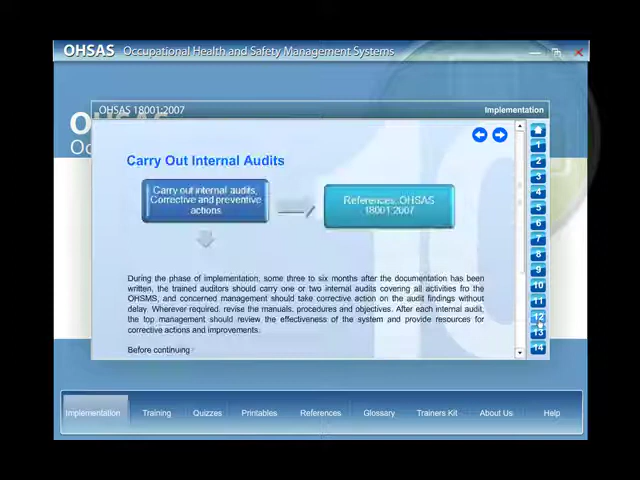 OHSAS Occupational Health and Safety Management Systems
OHSAS 18001:2007
Implementation
Carry Out Internal Audits
Carry out internal audits,
Corrective and preventive
actions
References, OHSAS
18001:2007
During the phase of implementation, some three to six months after the documentation has been
written, the trained auditors should carry one or two internal audits covering all activities fro the
OHSMS, and concerned management should take corrective action on the audit findings without
delay. Wherever required, revise the manuals, procedures and objectives. After each internal audit,
the top management should review the effectiveness of the system and provide resources for
corrective actions and improvements.
Before continuing
1
2
3
4
5
6
7
8
9
10
11
12
13
14
Implementation Training Quizzes Printables References Glossary Trainers Kit About Us Help